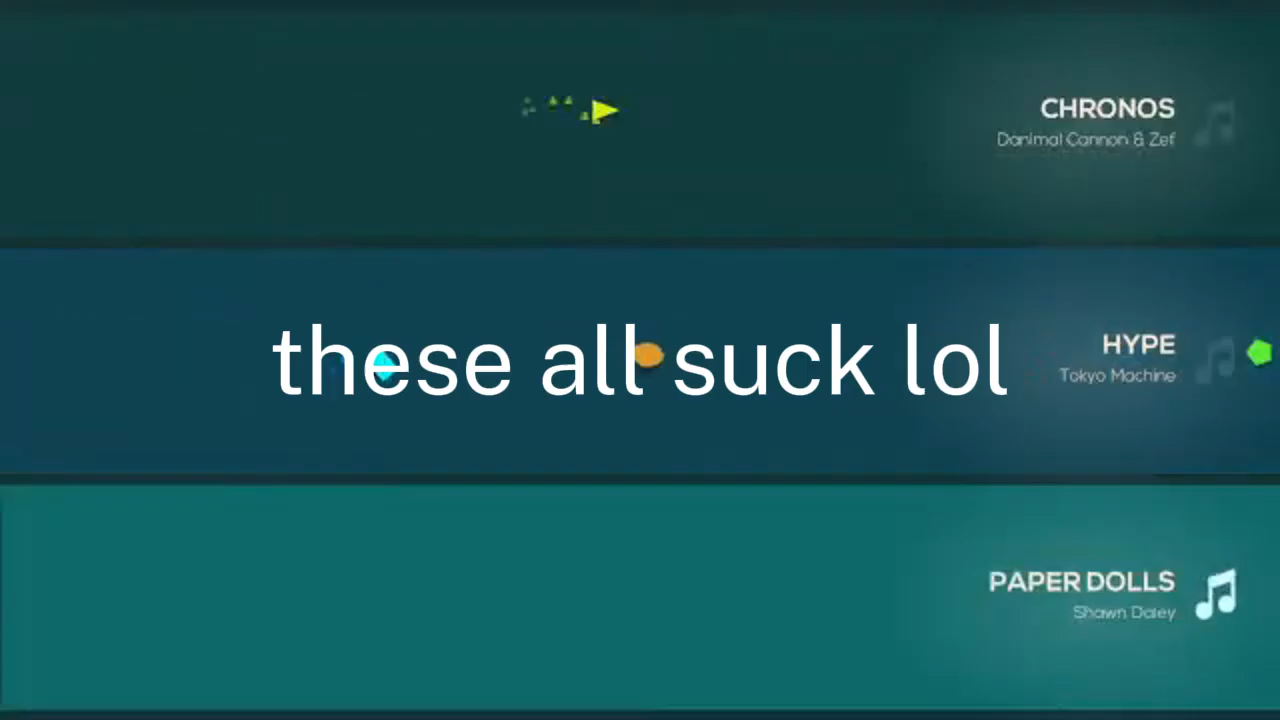 CHRONOS
Danimal Cannon & Zef
these all suck lol
HYPE
Tokyo Machine
PAPER DOLLS
Shawn Daley